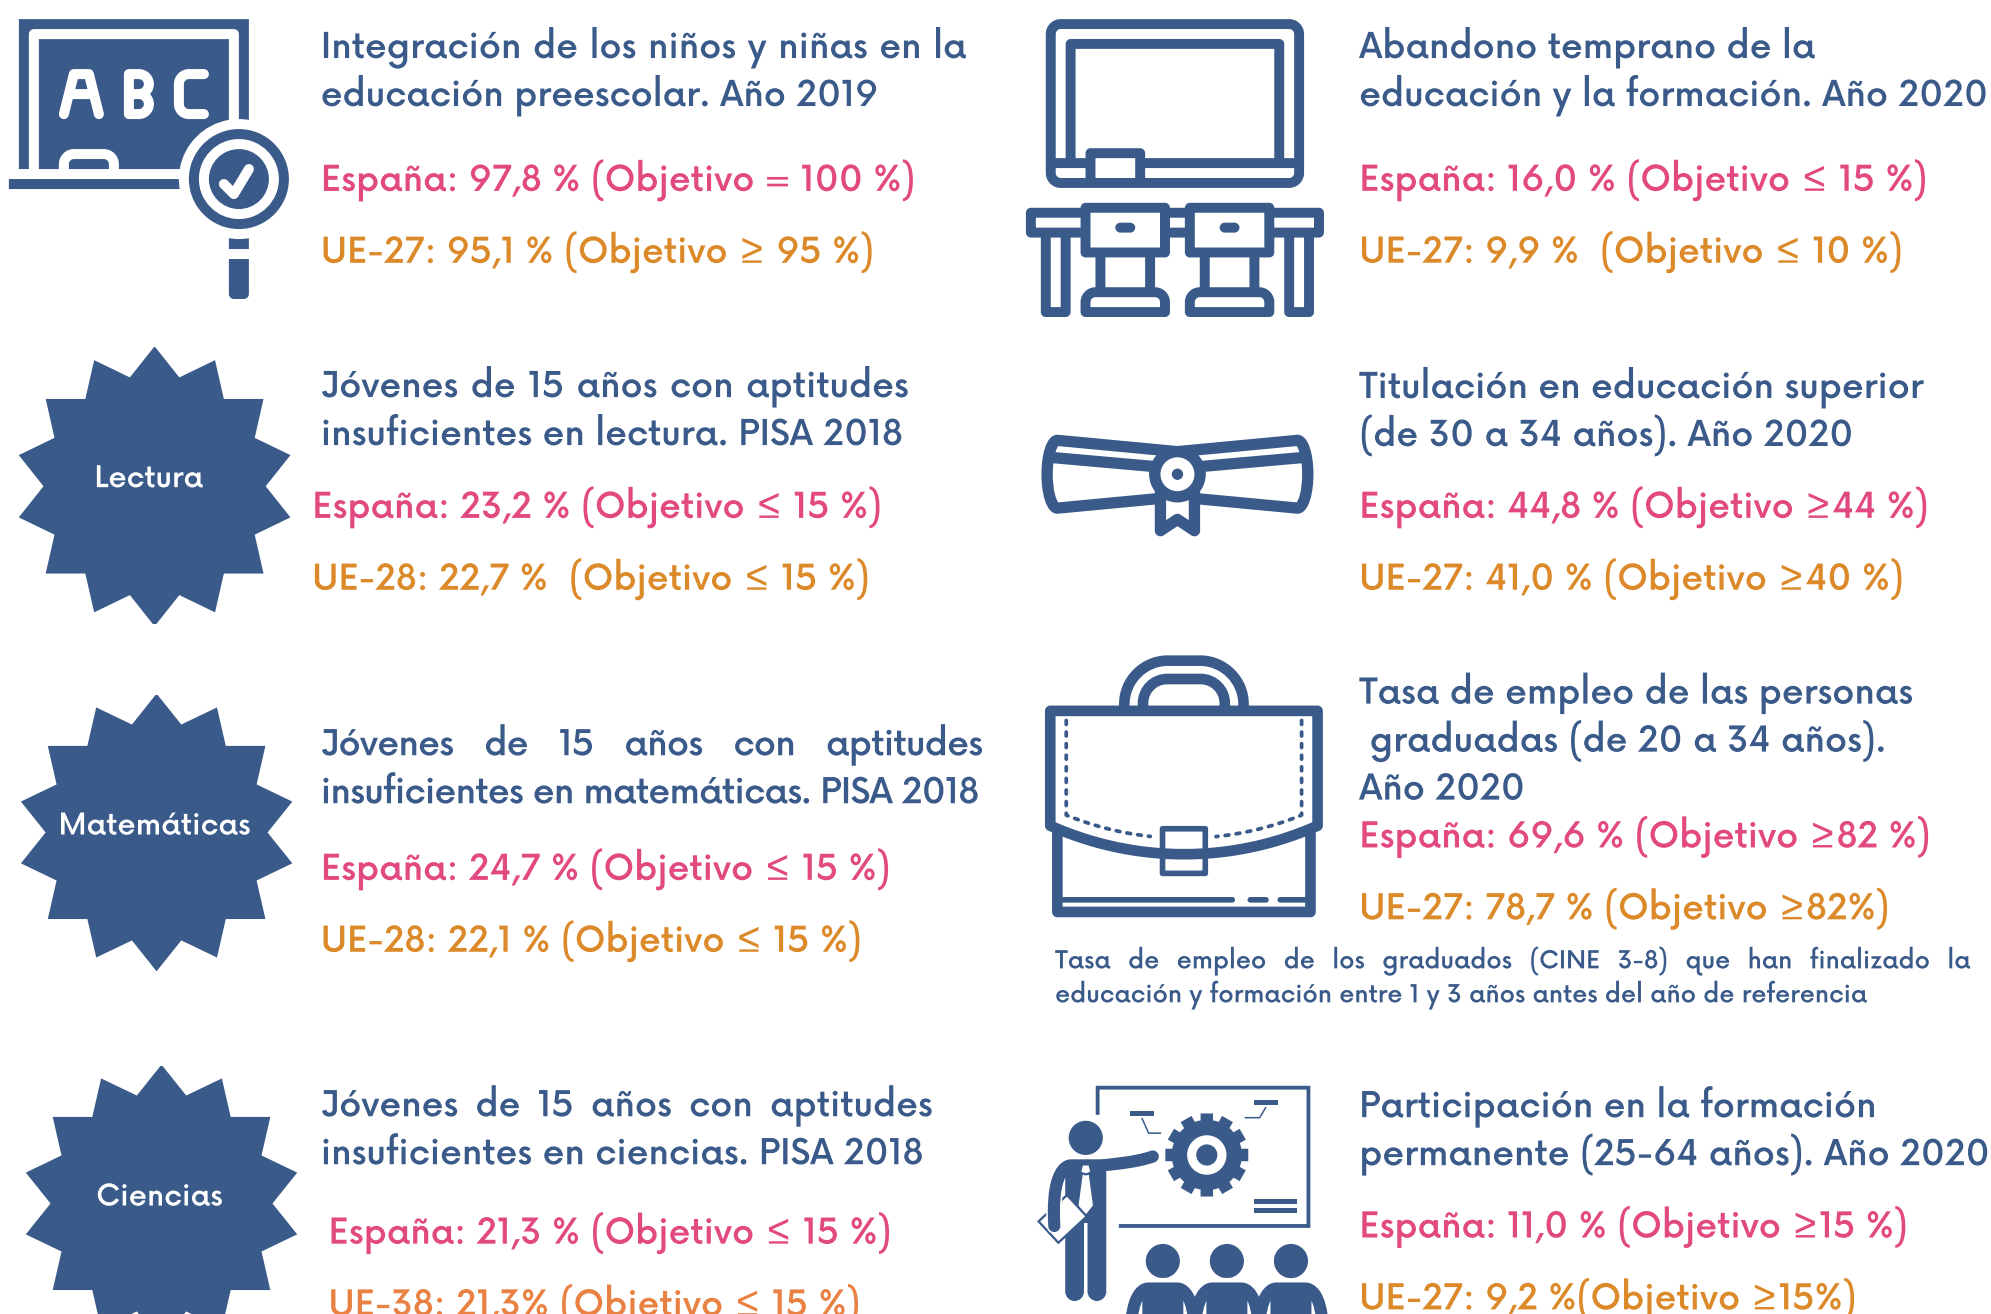 ABC
Integración de los niños y niñas en la
educación preescolar. Año 2019
España: 97,8 % (Objetivo = 100 %)
UE-27: 95,1 % (Objetivo ≥ 95 %)
Lectura
Jóvenes de 15 años con aptitudes
insuficientes en lectura. PISA 2018
España: 23,2 % (Objetivo ≤ 15 %)
UE-28: 22,7 % (Objetivo ≤ 15 %)
Matemáticas
Jóvenes de 15 años con aptitudes
insuficientes en matemáticas. PISA 2018
España: 24,7 % (Objetivo ≤ 15 %)
UE-28: 22,1 % (Objetivo ≤ 15 %)
Ciencias
Jóvenes de 15 años con aptitudes
insuficientes en ciencias. PISA 2018
España: 21,3 % (Objetivo ≤ 15 %)
UE-38: 21,3% (Objetivo ≤ 15 %)
Abandono temprano de la
educación y la formación. Año 2020
España: 16,0 % (Objetivo ≤ 15 %)
UE-27: 9,9 % (Objetivo ≤ 10 %)
Titulación en educación superior
(de 30 a 34 años). Año 2020
España: 44,8 % (Objetivo ≥44 %)
UE-27: 41,0 % (Objetivo ≥40 %)
Tasa de empleo de las personas
graduadas (de 20 a 34 años).
Año 2020
España: 69,6 % (Objetivo ≥82 %)
UE-27: 78,7 % (Objetivo ≥82%)
Tasa de empleo de los graduados (CINE 3-8) que han finalizado la
educación y formación entre 1 y 3 años antes del año de referencia
Participación en la formación
permanente (25-64 años). Año 2020
España: 11,0 % (Objetivo ≥15 %)
UE-27: 9,2 %(Objetivo ≥15%)